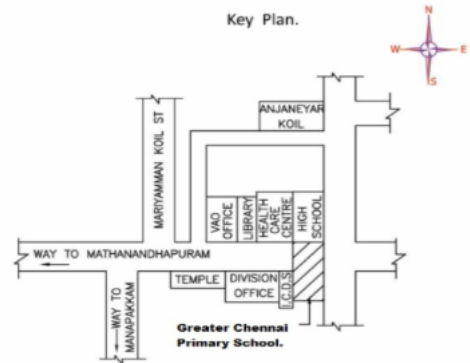 Key Plan.
N
W
E
S
ANJANEYAR
KOIL
MARIYAMMAN KOIL ST
VAO
OFFICE
LIBRARY
HEALTH
CARE
CENTRE
HIGH
SCHOOL
WAY TO MATHANANDHAPURAM
TEMPLE
DIVISION
OFFICE
I.C.D.S
WAY TO
MANAPAKKAM
Greater Chennai
Primary School.